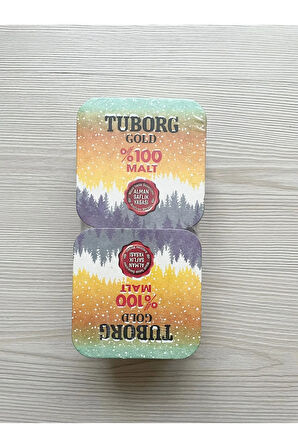 TUBORG
GOLD
%100
MALT
ALMAN
SAFLIK
YASASI
ALMAN
SAFLIK
YASASI
%100
MALT
GOLD
TUBORG